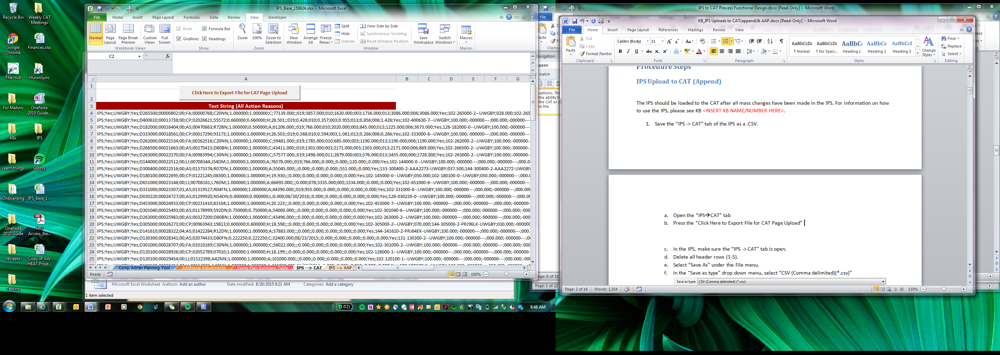 Recycle Bin
Weekly CAT Meetings
Google Chrome
Finances.xlsx
The Hub
HuronSync
For Mallory
OneNote 2010 Guide...
KBs
IPS
Learn things
Spotify
Onboarding
IPS_Base_1...
OneNote 2010 Guide
HRS Access_Bie...
reciepts
Copy of July HEAT Proje...
Testing
IPS_Base_150824.xlsx - Microsoft Excel
File Home Insert Page Layout Formulas Data Review View Developer
Normal Page Layout Page Break Preview Custom Views Full Screen
Workbook Views
Ruler Formula Bar
Gridlines Headings
Show
Zoom 100% Zoom to Selection
Zoom
New Window Arrange All Freeze Panes
Split
Hide
Unhide
View Side by Side
Synchronous Scrolling
Reset Window Position
Save Workspace Switch Windows
Window
Macros
Macros
C2 fx
A B C D E F G
1
2 Click Here to Export File for CAT Page Upload
3 Text String (All Action Reasons)
4 IPS;Yes;UWGBY;Yes;D265500;00000802;00;FA;00000768;C20NN;1.000000;1.000000;C;77139.000;;019;3857.000;010;1620.000;003;1736.000;013;3086.000;006;3086.000;Yes;102-265000-2--UWGBY;028.000;102-265
5 IPS;Yes;UWGBY;Yes;D400610;00013738;00;CP;02026621;55572;0.660000;0.660000;H;28.501;;019;0.428;010;0.357;003;0.955;013;0.856;006;1.426;Yes;102-400630-7--UWGBY;100.000;-000000---;000.000;-000000-
6 IPS;Yes;UWGBY;Yes;D182000;00016404;00;AS;00470863;R72BN;1.000000;0.500000;A;61206.000;;019;766.000;010;2020.000;003;845.000;013;1225.000;006;3673.000;Yes;128-182000-0--UWGBY;100.000;-000000--
7 IPS;Yes;UWGBY;Yes;D333000;00018561;00;CP;00017290;93173;1.000000;1.000000;H;26.503;;019;0.568;010;0.594;003;1.061;013;0.266;006;0.266;Yes;102-333000-6--UWGBY;100.000;-000000---;000.000;-00000
8 IPS;Yes;UWGBY;Yes;D262000;00021534;00;FA;00262516;C20NN;1.000000;1.000000;C;59481.000;;019;1785.000;010;685.000;003;1190.000;013;1190.000;006;1190.000;Yes;102-262000-2--UWGBY;100.000;-000000--
9 IPS;Yes;UWGBY;Yes;D266500;00021663;00;AS;00275415;D80BN;1.000000;1.000000;C;43411.000;;019;1303.000;003;2171.000;003;1303.000;013;2171.000;006;869.000;Yes;102-266500-2--UWGBY;100.000;-000000--
10 IPS;Yes;UWGBY;Yes;D263000;00022370;00;FA;00983994;C30NN;1.000000;1.000000;C;57577.000;;019;1498.000;011;2879.000;003;576.000;013;3455.000;006;1728.000;Yes;102-263000-2--UWGBY;100.000;-000000--
11 IPS;Yes;UWGBY;Yes;D144000;00022512;00;LI;00708344;J54DM;1.000000;1.000000;A;76578.000;;019;766.000;;0.000;;0.000;;120.000;;0.000;Yes;102-144000-0--UWGBY;100.000;-000000---;000.000;-000000---;000.0
12 IPS;Yes;UWGBY;Yes;D300400;00022516;00;AS;01373374;R07DN;1.000000;1.000000;A;55045.000;;;0.000;;0.000;;0.000;;551.000;;0.000;Yes;133-300400-2-AAA2273-UWGBY;037.500;144-300400-2-AAA2272-UWGBY
13 IPS;Yes;UWGBY;Yes;D180100;00022695;00;CP;01221245;08500;1.000000;1.000000;H;19.930;;;0.000;;0.000;;0.000;;0.000;;0.000;Yes;102-145000-0--UWGBY;050.000;102-180100-0--UWGBY;050.000;-000000---;000.0
14 IPS;Yes;UWGBY;Yes;D651000;00023148;00;LI;00708161;L76DM;1.000000;1.000000;A;66695.000;;;0.000;078;3335.000;005;1534.000;;0.000;;0.000;Yes;102-651000-6--UWGBY;100.000;-000000---;000.000;-000000---
15 IPS;Yes;UWGBY;Yes;D331000;00023307;01;AS;01319527;R04FN;1.000000;1.000000;A;44390.000;;019;955.000;;0.000;;0.000;;0.000;;0.000;Yes;102-331000-6--UWGBY;100.000;-000000---;000.000;-000000---;000.00
16 IPS;Yes;UWGBY;Yes;D030220;00024727;00;AS;01299920;N54DN;0.000000;0.000000;L;0.000;06/30/2016;;0.000;;0.000;;0.000;;0.000;;0.000;Yes;128-030220-0--UWGBY;100.000;-000000---;000.000;-000000---;000.00
17 IPS;Yes;UWGBY;Yes;D453000;00024933;00;CP;00231410;83104;1.000000;1.000000;H;20.223;;;0.000;;0.000;;0.000;;0.000;;0.000;Yes;102-453000-7--UWGBY;100.000;-000000---;000.000;-000000---;000.000;-000000-
18 IPS;Yes;UWGBY;Yes;D301040;00025493;00;AS;01178999;S92DN;0.750000;0.750000;A;54000.000;;;0.000;;0.000;;0.000;;0.000;;0.000;Yes;102-301040-6--UWGBY;100.000;-000000---;000.000;-000000---;000.000;-000
19 IPS;Yes;UWGBY;Yes;D263000;00025983;00;AS;00327200;D80BN;1.000000;1.000000;C;43496.000;;;0.000;;0.000;;0.000;;0.000;;0.000;Yes;102-263000-2--UWGBY;100.000;-000000---;000.000;-000000---;000.000;-000
20 IPS;Yes;UWGBY;Yes;D305000;00026273;00;CP;00963943;19813;0.600000;0.600000;H;18.598;;;0.000;;0.000;;0.000;;0.000;;0.000;Yes;102-305000-2--UWGBY;070.000;144-305000-2-PRJ96LK-UWGBY;030.000;-000000
21 IPS;Yes;UWGBY;Yes;D141610;00028322;04;AS;01422284;R12DN;1.000000;1.000000;A;37883.000;;;0.000;;0.000;;0.000;;0.000;;0.000;Yes;144-141610-2-PRJ64EK-UWGBY;100.000;-000000---;000.000;-000000---;000.
22 IPS;Yes;UWGBY;Yes;D130300;00028341;00;AS;02074433;D80FN;0.222250;0.222250;C;32400.000;08/23/2015;;0.000;;0.000;;0.000;;0.000;;0.000;Yes;131-130300-2--UWGBY;100.000;-000000---;000.000;-000000---;00
23 IPS;Yes;UWGBY;Yes;D301000;00028707;00;FA;01010169;C30NN;1.000000;1.000000;C;56022.000;;;0.000;;0.000;;0.000;;0.000;;0.000;Yes;102-301000-2--UWGBY;100.000;-000000---;000.000;-000000---;000.000;-000
24 IPS;Yes;UWGBY;Yes;D120100;00028926;00;CP;02052789;07010;1.000000;1.000000;H;18.199;;;0.000;;0.000;;0.000;;0.000;;0.000;Yes;102-126000-1--UWGBY;100.000;-000000---;000.000;-000000---;000.000;-000000-
25 IPS;Yes;UWGBY;Yes;D120100;00029454;00;LI;01522398;A42NN;1.000000;1.000000;A;101000.000;;;0.000;;0.000;;0.000;;0.000;;0.000;Yes;102-120100-1--UWGBY;100.000;-000000---;000.000;-000000---;000.000;-00
Comp Admin Planning Tool Additional Adjustments Comp Plan Summary Table IPS --> CAT IPS --> AAP
Ready 100%
Microsoft Excel Worksheet Authors: Add an author Date modified: 8/26/2015 9:21 AM Categories: Add a category
1 item selected
(1:02) 8:48 AM
IPS to CAT Process Functional Design.docx [Read-Only] - Microsoft Word
File
aste
Clipbo
avigation
ppen
match
options. The
the ability to
the CAT or c
in the
age: 6 of 11
Page: 1 of 22
KB_IPS Uploads to CAT(append)& AAP.docx [Read-Only] - Microsoft Word
File Home Insert Page Layout References Mailings Review View
Paste
Cut
Copy
Format Painter
Clipboard
Calibri (Body) 11
Font
Paragraph
AaBbCcDc AaBbCcDc AaBbC AaBbCc AaBbCcI
¶ Normal ¶ No Spaci... Heading 1 Heading 2 Heading 3
Change Styles
Styles
Find
Replace
Select
Editing
Procedure Steps
IPS Upload to CAT (Append)
The IPS should be loaded to the CAT after all mass changes have been made in the IPS. For information on how
to use the IPS, please see KB <INSERT KB NAME/NUMBER HERE>.
1. Save the “IPS -> CAT” tab of the IPS as a .CSV.
a. Open the “IPS→CAT” tab
b. Press the “Click Here to Export File for CAT Page Upload”
c. In the IPS, make sure the “IPS -> CAT” tab is open.
d. Delete all header rows (1-5).
e. Select “Save As” under the File menu.
f. In the “Save as type” drop down menu, select “CSV (Comma delimited)(*.csv)”
Save as type: CSV (Comma delimited) (*.csv)
Page: 2 of 16 Words: 2,354 110%